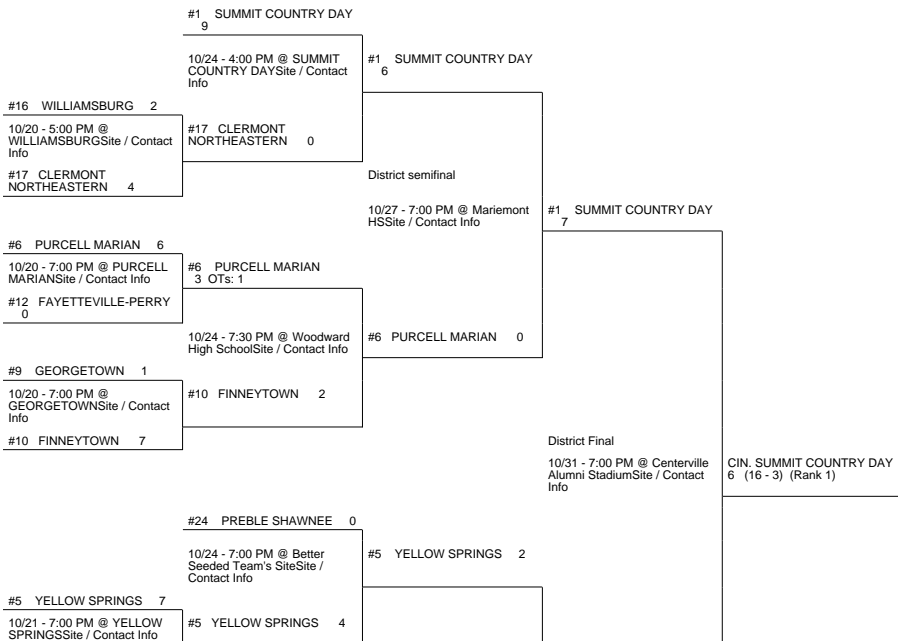 #1 SUMMIT COUNTRY DAY
9
10/24 - 4:00 PM @ SUMMIT
COUNTRY DAYSite / Contact
Info
#1 SUMMIT COUNTRY DAY
6
#16 WILLIAMSBURG 2
10/20 - 5:00 PM @
WILLIAMSBURGSite / Contact
Info
#17 CLERMONT
NORTHEASTERN 0
#17 CLERMONT
NORTHEASTERN 4
District semifinal
10/27 - 7:00 PM @ Mariemont
HSSite / Contact Info
#1 SUMMIT COUNTRY DAY
7
#6 PURCELL MARIAN 6
10/20 - 7:00 PM @ PURCELL
MARIANSite / Contact Info
#6 PURCELL MARIAN
3 OTs: 1
#12 FAYETTEVILLE-PERRY
0
10/24 - 7:30 PM @ Woodward
High SchoolSite / Contact Info
#6 PURCELL MARIAN 0
#9 GEORGETOWN 1
10/20 - 7:00 PM @
GEORGETOWNSite / Contact
Info
#10 FINNEYTOWN 2
#10 FINNEYTOWN 7
District Final
10/31 - 7:00 PM @ Centerville
Alumni StadiumSite / Contact
Info
CIN. SUMMIT COUNTRY DAY
6 (16 - 3) (Rank 1)
#24 PREBLE SHAWNEE 0
10/24 - 7:00 PM @ Better
Seeded Team's SiteSite /
Contact Info
#5 YELLOW SPRINGS 2
#5 YELLOW SPRINGS 7
10/21 - 7:00 PM @ YELLOW
SPRINGSSite / Contact Info
#5 YELLOW SPRINGS 4